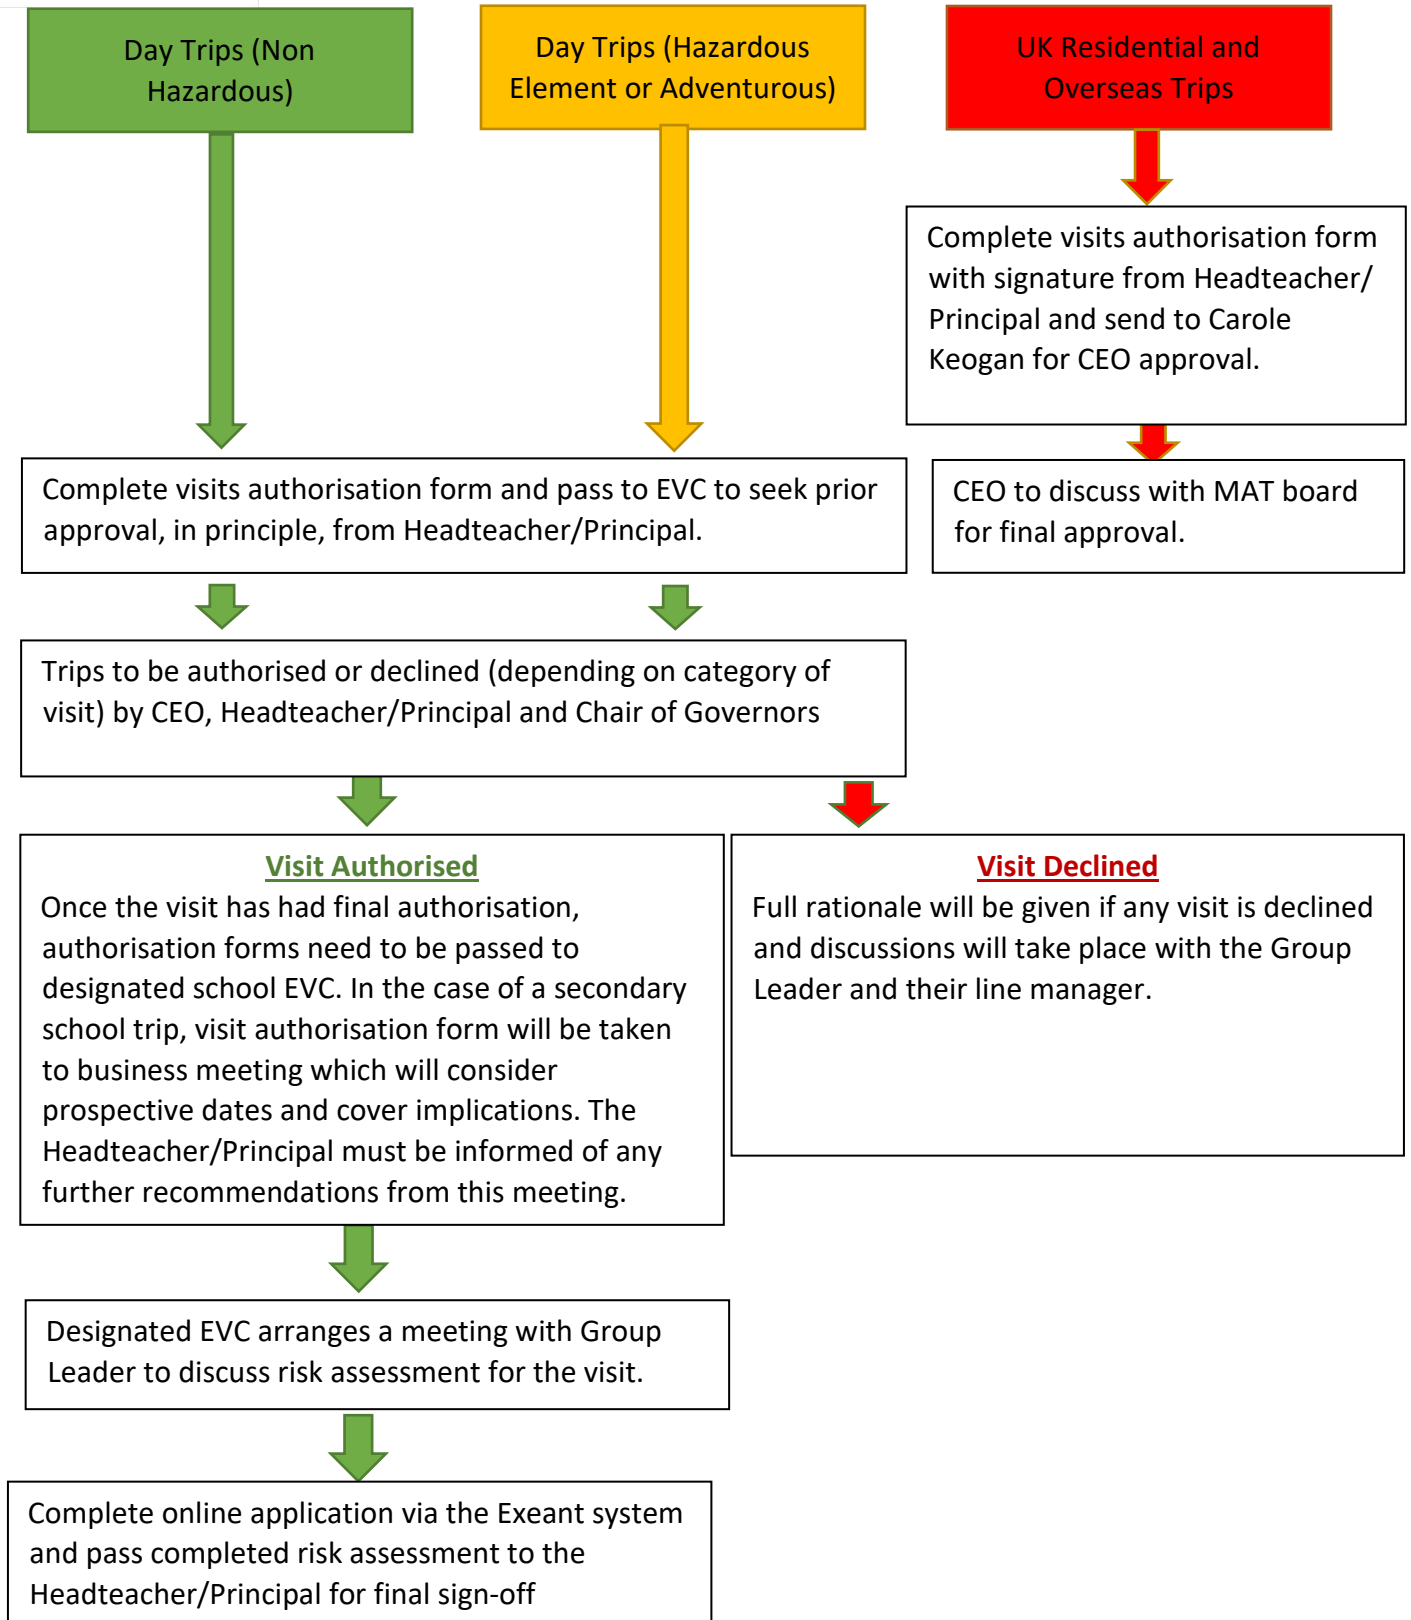 Day Trips (Non
Hazardous)
Day Trips (Hazardous
Element or Adventurous)
UK Residential and
Overseas Trips
Complete visits authorisation form
with signature from Headteacher/
Principal and send to Carole
Keogan for CEO approval.
CEO to discuss with MAT board
for final approval.
Complete visits authorisation form and pass to EVC to seek prior
approval, in principle, from Headteacher/Principal.
Trips to be authorised or declined (depending on category of
visit) by CEO, Headteacher/Principal and Chair of Governors
Visit Authorised
Once the visit has had final authorisation,
authorisation forms need to be passed to
designated school EVC. In the case of a secondary
school trip, visit authorisation form will be taken
to business meeting which will consider
prospective dates and cover implications. The
Headteacher/Principal must be informed of any
further recommendations from this meeting.
Visit Declined
Full rationale will be given if any visit is declined
and discussions will take place with the Group
Leader and their line manager.
Designated EVC arranges a meeting with Group
Leader to discuss risk assessment for the visit.
Complete online application via the Exeant system
and pass completed risk assessment to the
Headteacher/Principal for final sign-off